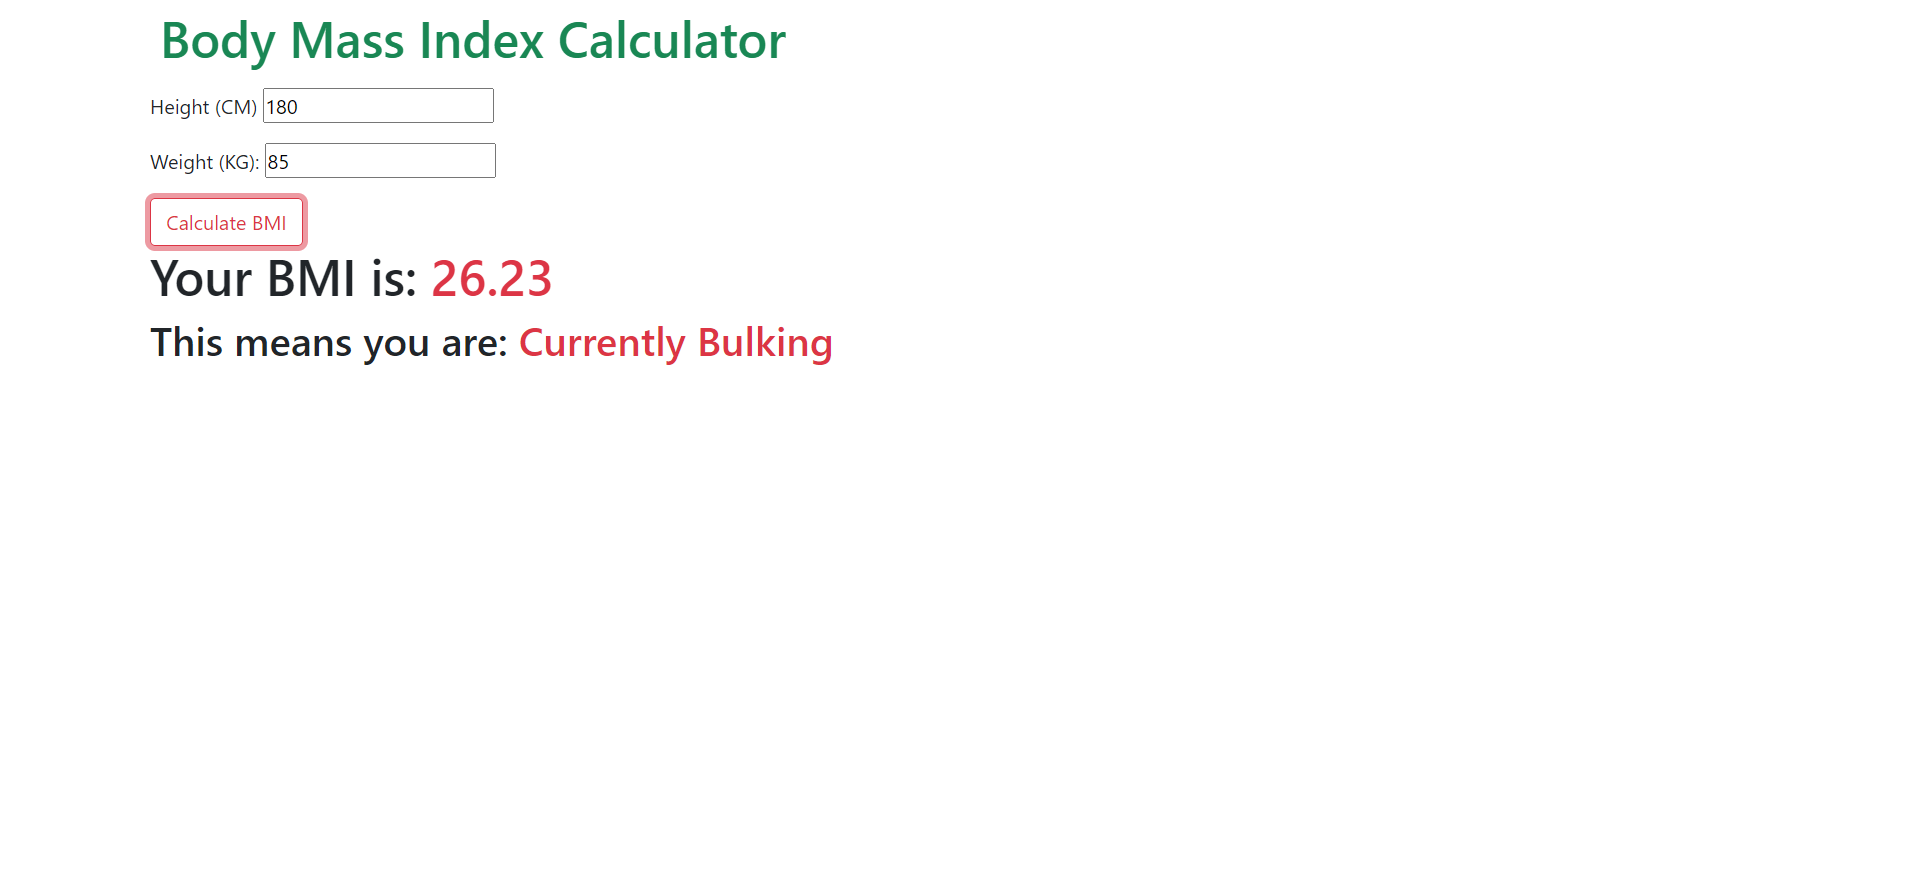 Body Mass Index Calculator
Height (CM) 180
Weight (KG): 85
Calculate BMI
Your BMI is: 26.23
This means you are: Currently Bulking